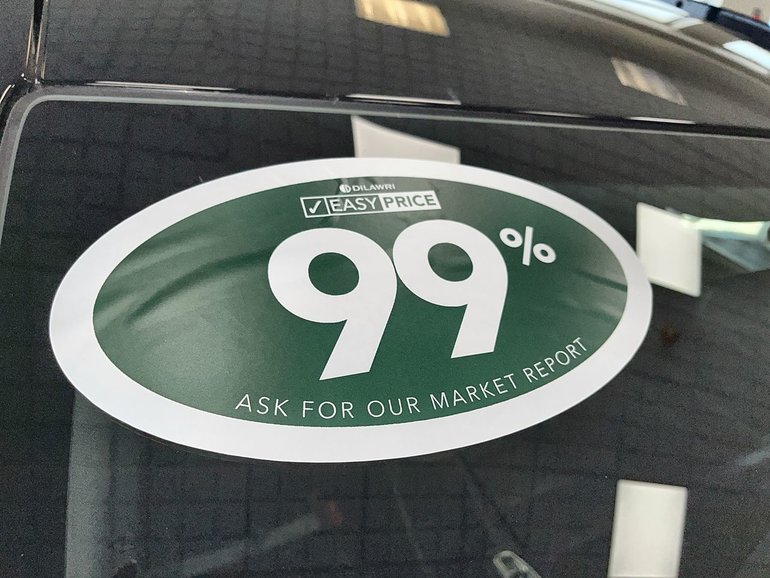 DILAWRI
EASY PRICE
99%
ASK FOR OUR MARKET REPORT